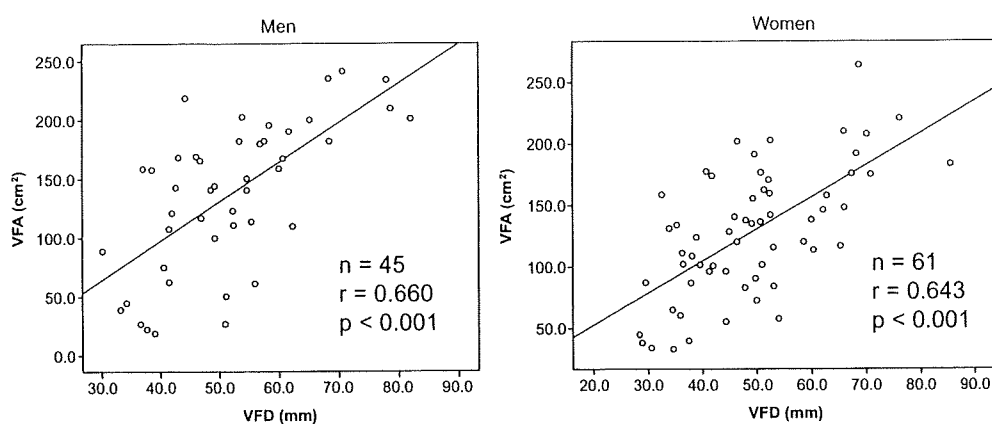 Men
VFA (cm²)
250.0
200.0
150.0
100.0
50.0
0.0
n = 45
r = 0.660
p < 0.001
30.0 40.0 50.0 60.0 70.0 80.0 90.0
VFD (mm)
Women
VFA (cm²)
250.0
200.0
150.0
100.0
50.0
n = 61
r = 0.643
p < 0.001
20.0 30.0 40.0 50.0 60.0 70.0 80.0 90.0
VFD (mm)